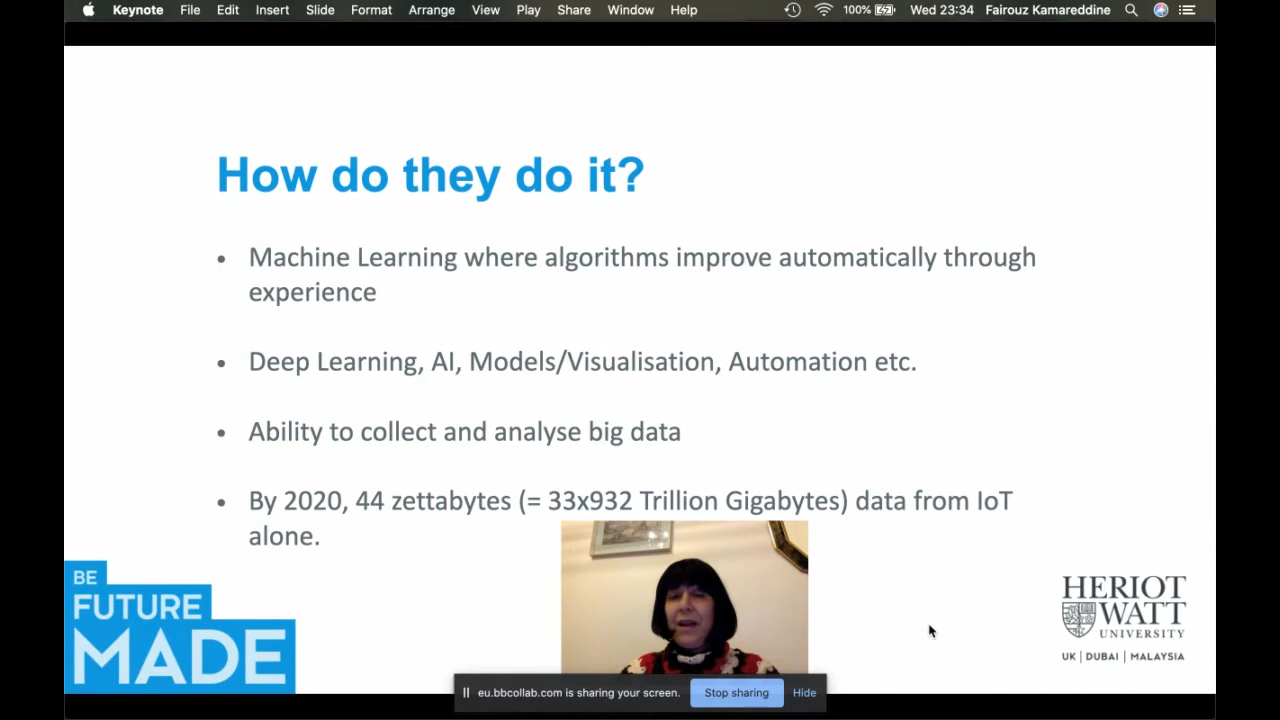 Keynote File Edit Insert Slide Format Arrange View Play Share Window Help 100% Wed 23:34 Fairouz Kamareddine
How do they do it?
• Machine Learning where algorithms improve automatically through
experience
• Deep Learning, AI, Models/Visualisation, Automation etc.
• Ability to collect and analyse big data
• By 2020, 44 zettabytes (= 33x932 Trillion Gigabytes) data from IoT
alone.
BE
FUTURE
MADE
HERIOT
WATT
UNIVERSITY
UK | DUBAI | MALAYSIA
eu.bbcollab.com is sharing your screen. Stop sharing Hide